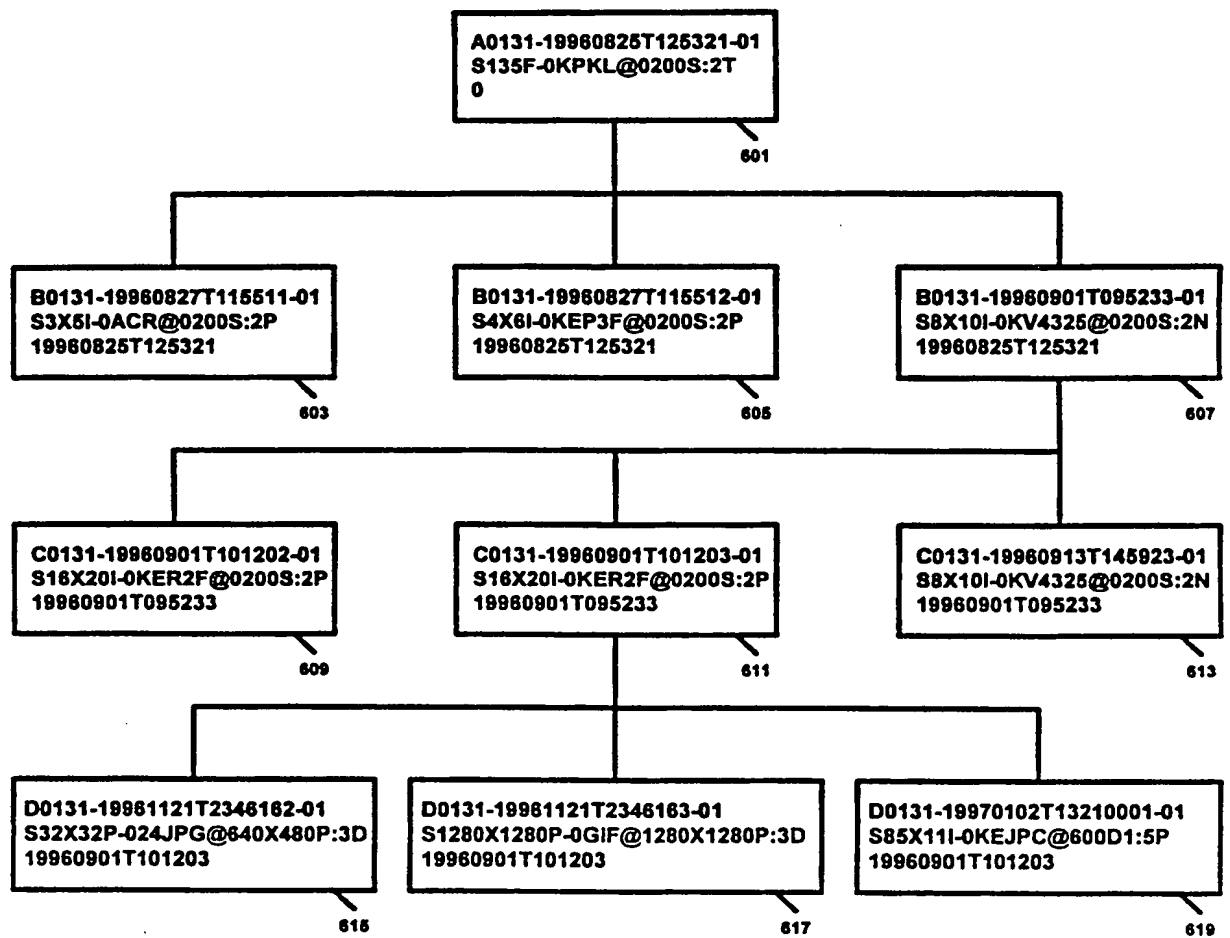 A0131-19960825T125321-01
S135F-0KPKL@0200S:2T
0
601
B0131-19960827T115511-01
S3X5I-0ACR@0200S:2P
19960825T125321
603
B0131-19960827T115512-01
S4X6I-0KEP3F@0200S:2P
19960825T125321
605
B0131-19960901T095233-01
S8X10I-0KV4325@0200S:2N
19960825T125321
607
C0131-19960901T101202-01
S16X20I-0KER2F@0200S:2P
19960901T095233
609
C0131-19960901T101203-01
S16X20I-0KER2F@0200S:2P
19960901T095233
611
C0131-19960913T145923-01
S8X10I-0KV4325@0200S:2N
19960901T095233
613
D0131-19961121T2346162-01
S32X32P-024JPG@640X480P:3D
19960901T101203
615
D0131-19961121T2346163-01
S1280X1280P-0GIF@1280X1280P:3D
19960901T101203
617
D0131-19970102T13210001-01
S85X11I-0KEJPC@600D1:5P
19960901T101203
619